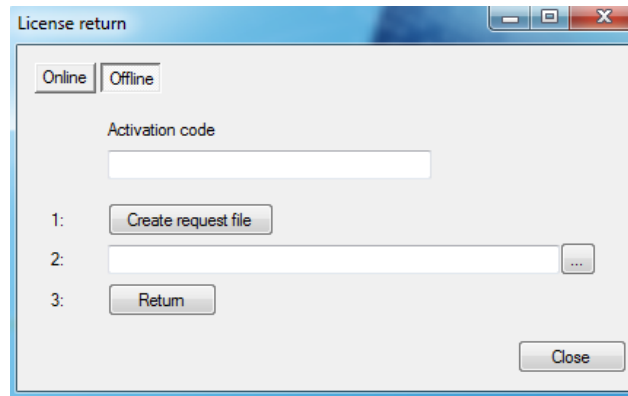 License return
Online Offline
Activation code
1: Create request file
2: ...
3: Return
Close